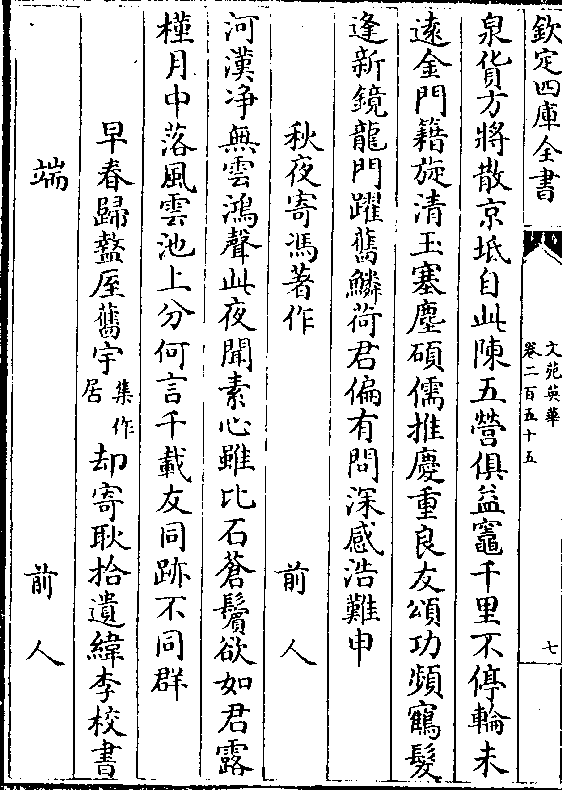 欽定四庫全書
文苑英華
卷二百五十五
七
泉貨方將散京坻自此陳五營俱益竈千里不停輪未
遠金門籍旋清玉塞塵碩儒推慶重良友頌功頻寉髮
逢新鏡龍門躍舊鱗荷君偏有問深感浩難申
秋夜寄馮著作 前人
河漢净無雲鴻聲此夜聞素心雖比石蒼鬢欲如君露
槿月中落風雲池上分何言千載友同跡不同群
早春歸盩厔舊宇集作居却寄耿拾遺緯李校書
端 前人